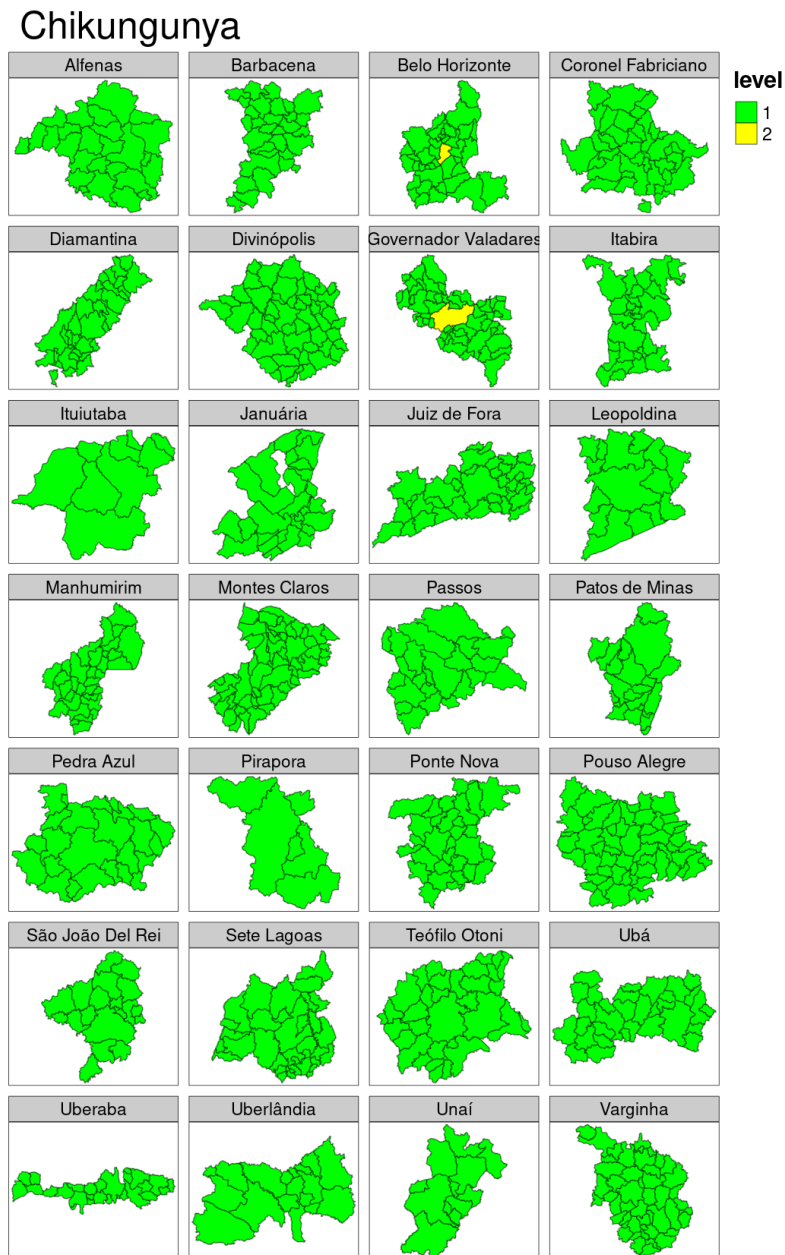 Chikungunya
Alfenas
Barbacena
Belo Horizonte
Coronel Fabriciano
level
1
2
Diamantina
Divinópolis
Governador Valadares
Itabira
Ituiutaba
Januária
Juiz de Fora
Leopoldina
Manhumirim
Montes Claros
Passos
Patos de Minas
Pedra Azul
Pirapora
Ponte Nova
Pouso Alegre
São João Del Rei
Sete Lagoas
Teófilo Otoni
Ubá
Uberaba
Uberlândia
Unaí
Varginha